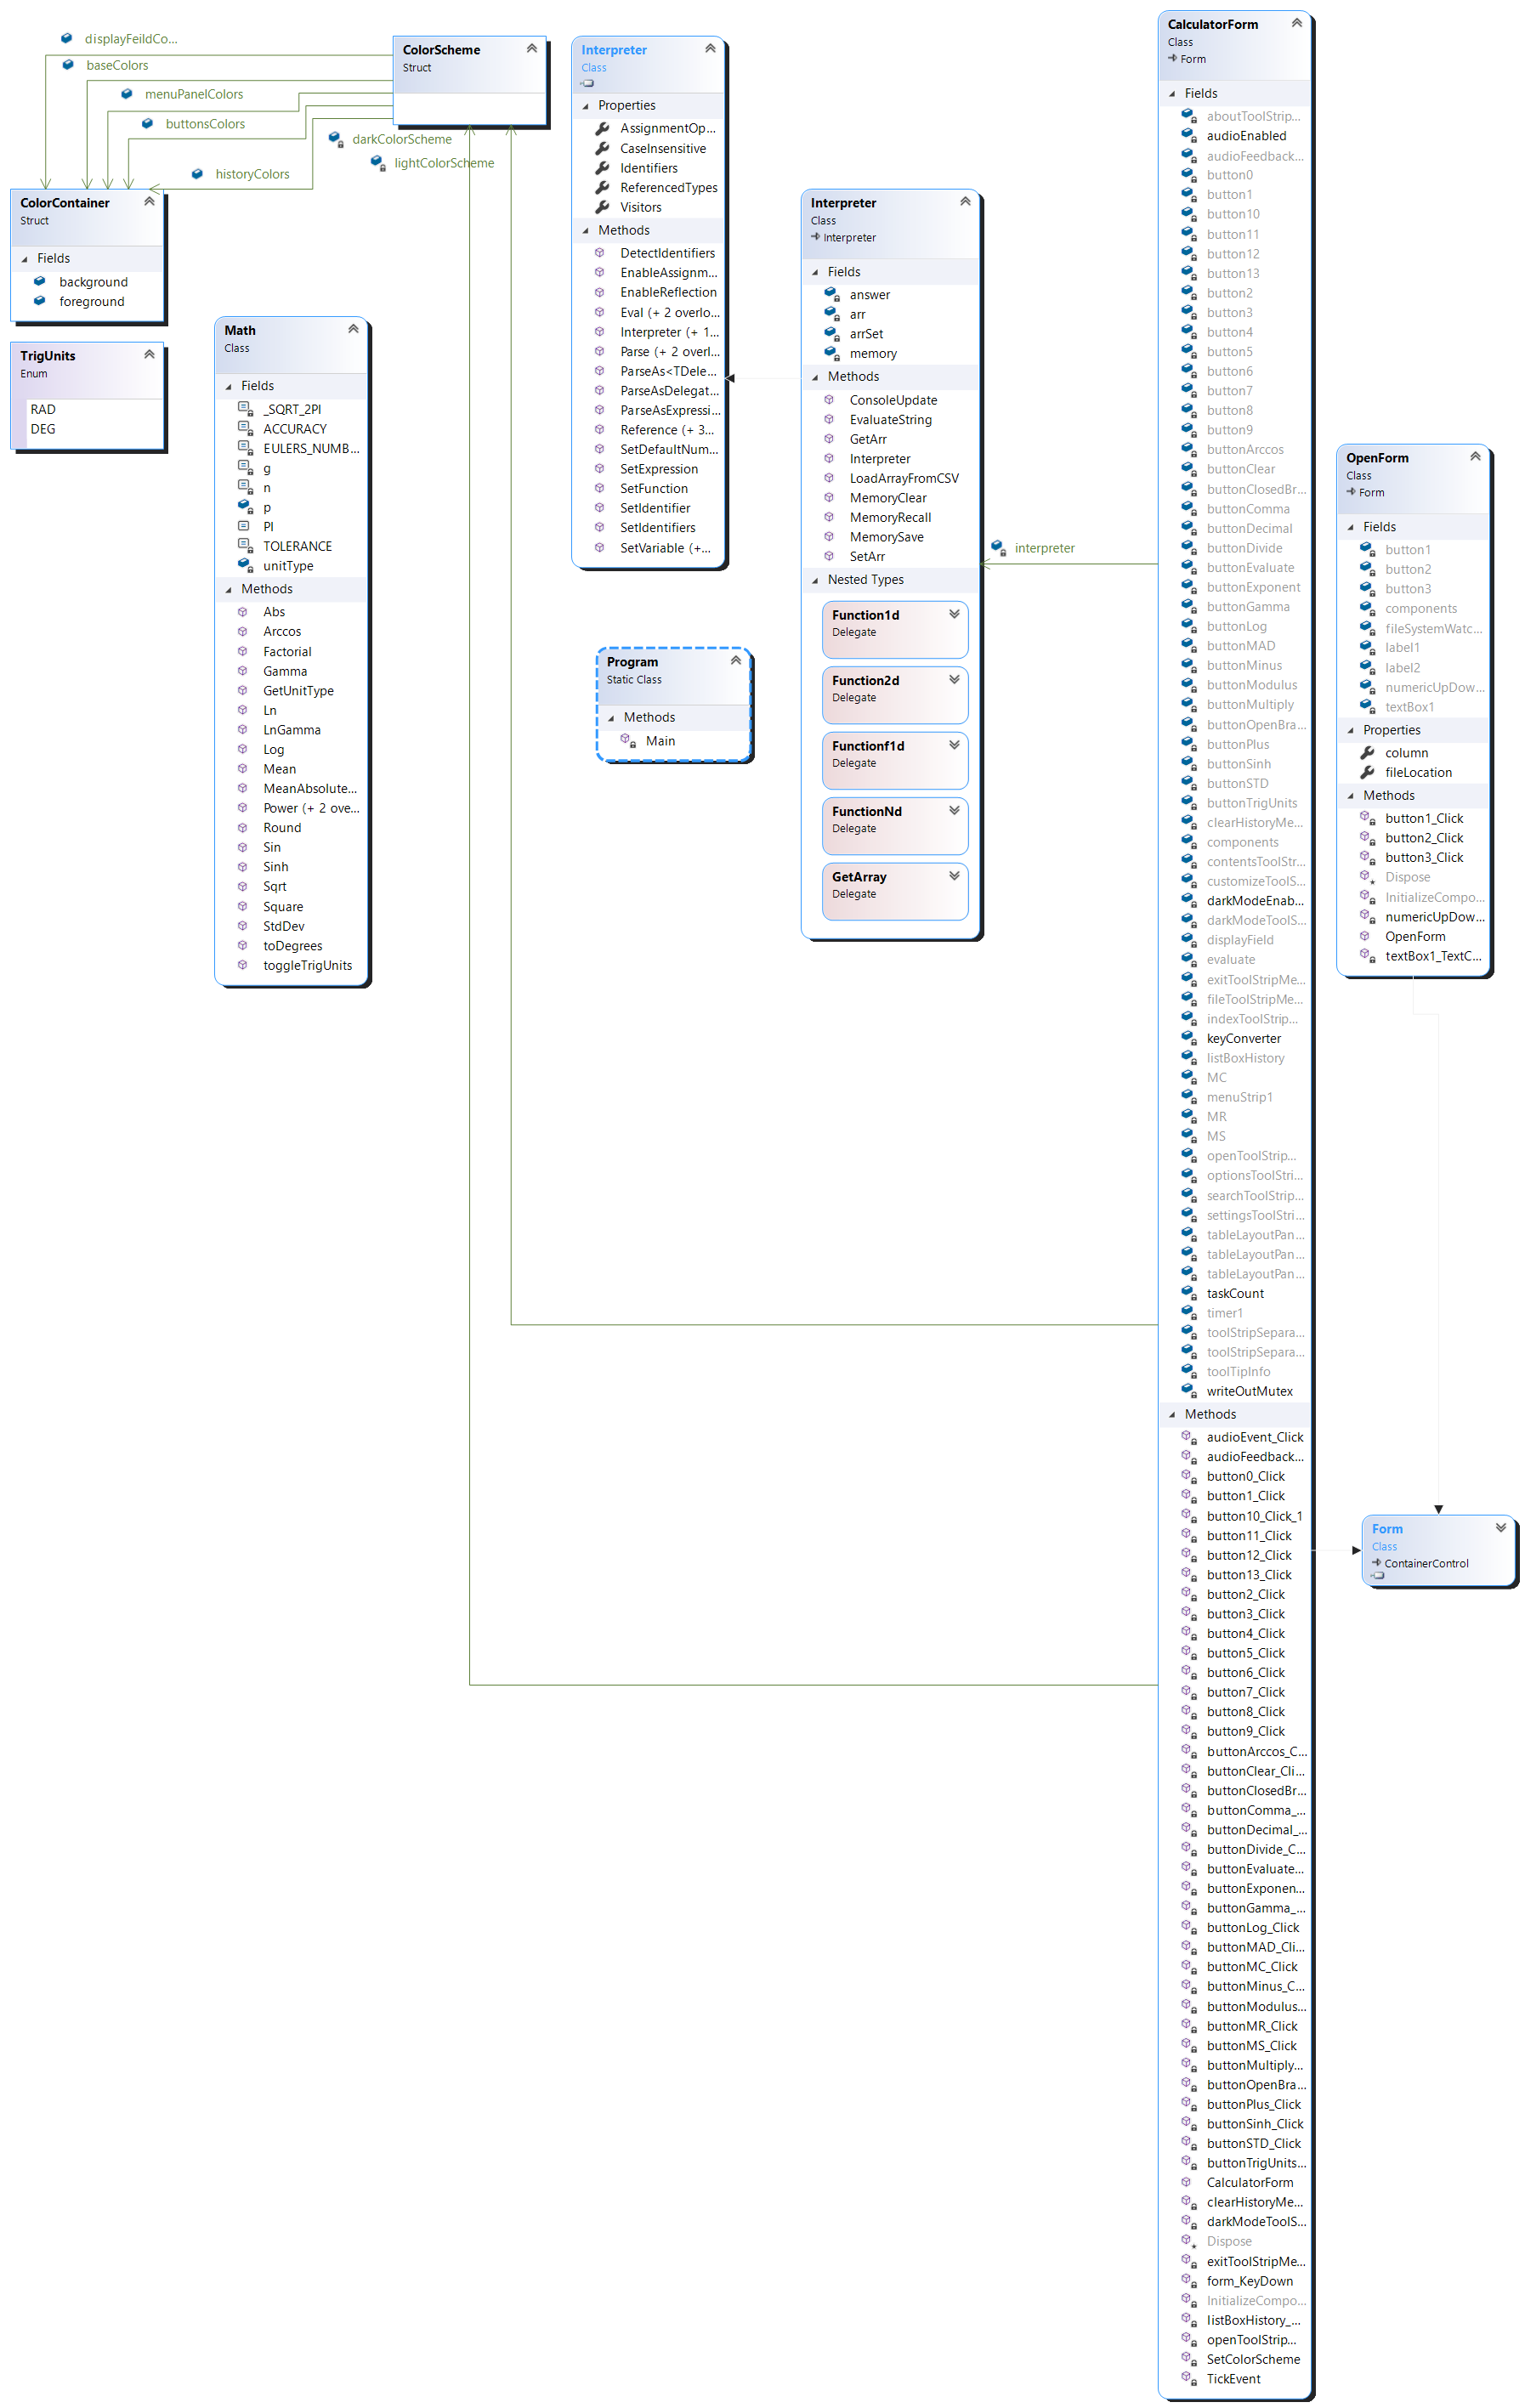 displayFeildCo...
baseColors
menuPanelColors
buttonsColors
historyColors
darkColorScheme
lightColorScheme
ColorScheme
Struct
ColorContainer
Struct
Fields
background
foreground
TrigUnits
Enum
RAD
DEG
Math
Class
Fields
_SQRT_2PI
ACCURACY
EULERS_NUMB...
g
n
p
PI
TOLERANCE
unitType
Methods
Abs
Arccos
Factorial
Gamma
GetUnitType
Ln
LnGamma
Log
Mean
MeanAbsolute...
Power (+ 2 ove...
Round
Sin
Sinh
Sqrt
Square
StdDev
toDegrees
toggleTrigUnits
Interpreter
Class
Properties
AssignmentOp...
CaseInsensitive
Identifiers
ReferencedTypes
Visitors
Methods
DetectIdentifiers
EnableAssignm...
EnableReflection
Eval (+ 2 overlo...
Interpreter (+ 1...
Parse (+ 2 overl...
ParseAs<TDele...
ParseAsDelegat...
ParseAsExpressi...
Reference (+ 3...
SetDefaultNum...
SetExpression
SetFunction
SetIdentifier
SetIdentifiers
SetVariable (+...
Program
Static Class
Methods
Main
Interpreter
Class
Interpreter
Fields
answer
arr
arrSet
memory
Methods
ConsoleUpdate
EvaluateString
GetArr
Interpreter
LoadArrayFromCSV
MemoryClear
MemoryRecall
MemorySave
SetArr
Nested Types
Function1d
Delegate
Function2d
Delegate
Functionf1d
Delegate
FunctionNd
Delegate
GetArray
Delegate
interpreter
CalculatorForm
Class
Form
Fields
aboutToolStrip...
audioEnabled
audioFeedback...
button0
button1
button10
button11
button12
button13
button2
button3
button4
button5
button6
button7
button8
button9
buttonArccos
buttonClear
buttonClosedBr...
buttonComma
buttonDecimal
buttonDivide
buttonEvaluate
buttonExponent
buttonGamma
buttonLog
buttonMAD
buttonMinus
buttonModulus
buttonMultiply
buttonOpenBra...
buttonPlus
buttonSinh
buttonSTD
buttonTrigUnits
clearHistoryMe...
components
contentsToolStr...
customizeToolS...
darkModeEnab...
darkModeToolS...
displayField
evaluate
exitToolStripMe...
fileToolStripMe...
indexToolStrip...
keyConverter
listBoxHistory
MC
menuStrip1
MR
MS
openToolStrip...
optionsToolStri...
searchToolStrip...
settingsToolStri...
tableLayoutPan...
tableLayoutPan...
tableLayoutPan...
taskCount
timer1
toolStripSepara...
toolStripSepara...
toolTipInfo
writeOutMutex
Methods
audioEvent_Click
audioFeedback...
button0_Click
button1_Click
button10_Click_1
button11_Click
button12_Click
button13_Click
button2_Click
button3_Click
button4_Click
button5_Click
button6_Click
button7_Click
button8_Click
button9_Click
buttonArccos_C...
buttonClear_Cli...
buttonClosedBr...
buttonComma_...
buttonDecimal_...
buttonDivide_C...
buttonEvaluate...
buttonExponen...
buttonGamma_...
buttonLog_Click
buttonMAD_Cli...
buttonMC_Click
buttonMinus_C...
buttonModulus...
buttonMR_Click
buttonMS_Click
buttonMultiply...
buttonOpenBra...
buttonPlus_Click
buttonSinh_Click
buttonSTD_Click
buttonTrigUnits...
CalculatorForm
clearHistoryMe...
darkModeToolS...
Dispose
exitToolStripMe...
form_KeyDown
InitializeCompo...
listBoxHistory_...
openToolStrip...
SetColorScheme
TickEvent
OpenForm
Class
Form
Fields
button1
button2
button3
components
fileSystemWatc...
label1
label2
numericUpDow...
textBox1
Properties
column
fileLocation
Methods
button1_Click
button2_Click
button3_Click
Dispose
InitializeCompo...
numericUpDow...
OpenForm
textBox1_TextC...
Form
Class
ContainerControl